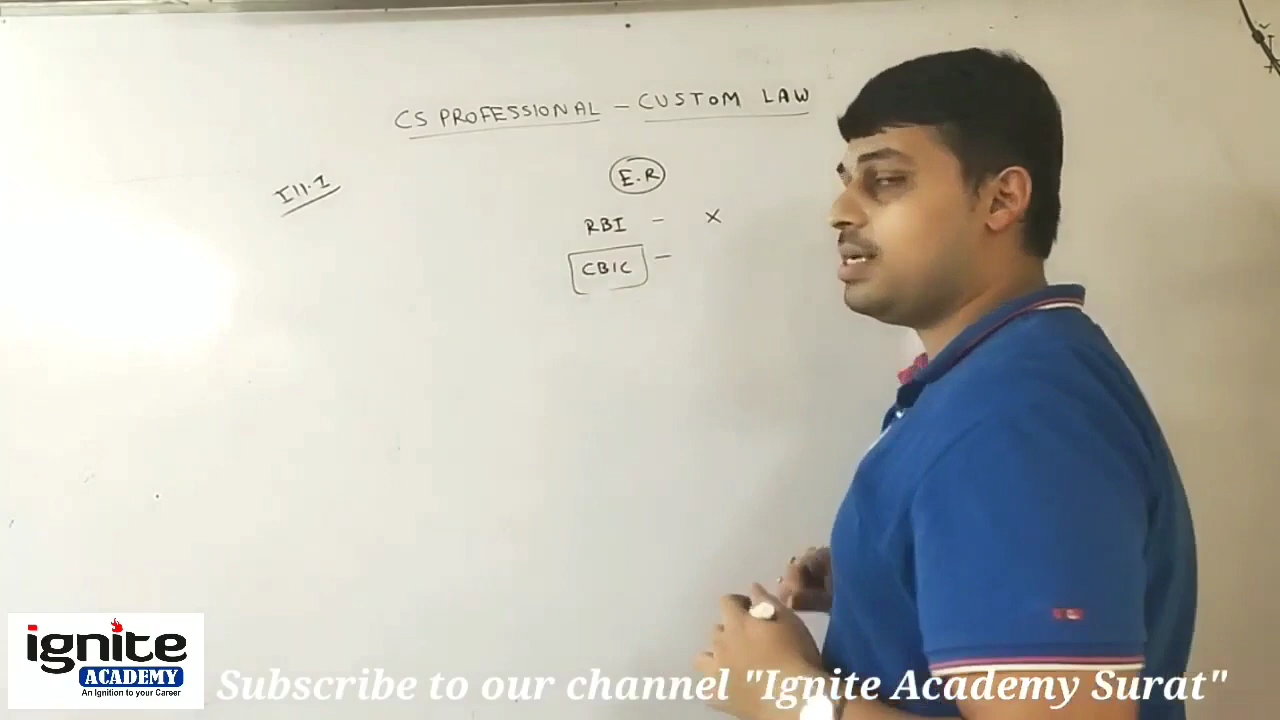 CS PROFESSIONAL – CUSTOM LAW
Ill.1
E.R
RBI – ×
CBIC –
ignite
ACADEMY
An Ignition to your Career
Subscribe to our channel "Ignite Academy Surat"